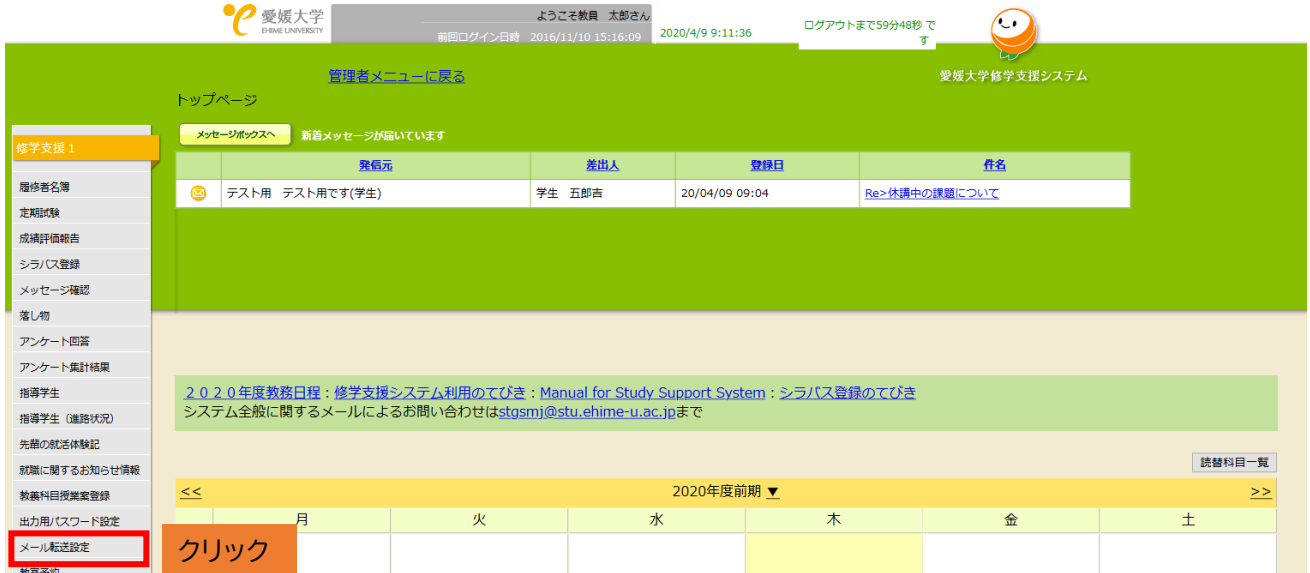 愛媛大学
EHIME UNIVERSITY
ようこそ教員 太郎さん
前回ログイン日時 2016/11/10 15:16:09
2020/4/9 9:11:36
ログアウトまで59分48秒 で
す
愛媛大学修学支援システム
管理者メニューに戻る
トップページ
メッセージボックスへ 新着メッセージが届いています
発信元 差出人 登録日 件名
テスト用 テスト用です(学生) 学生 五郎吉 20/04/09 09:04 Re>休講中の課題について
修学支援 1
履修者名簿
定期試験
成績評価報告
シラバス登録
メッセージ確認
落し物
アンケート回答
アンケート集計結果
指導学生
指導学生（進路状況）
先輩の就活体験記
就職に関するお知らせ情報
教養科目授業案登録
出力用パスワード設定
メール転送設定
教室予約
クリック
２０２０年度教務日程：修学支援システム利用のてびき：Manual for Study Support System：シラバス登録のてびき
システム全般に関するメールによるお問い合わせはstgsmj@stu.ehime-u.ac.jpまで
読替科目一覧
<< 2020年度前期 ▼ >>
月 火 水 木 金 土